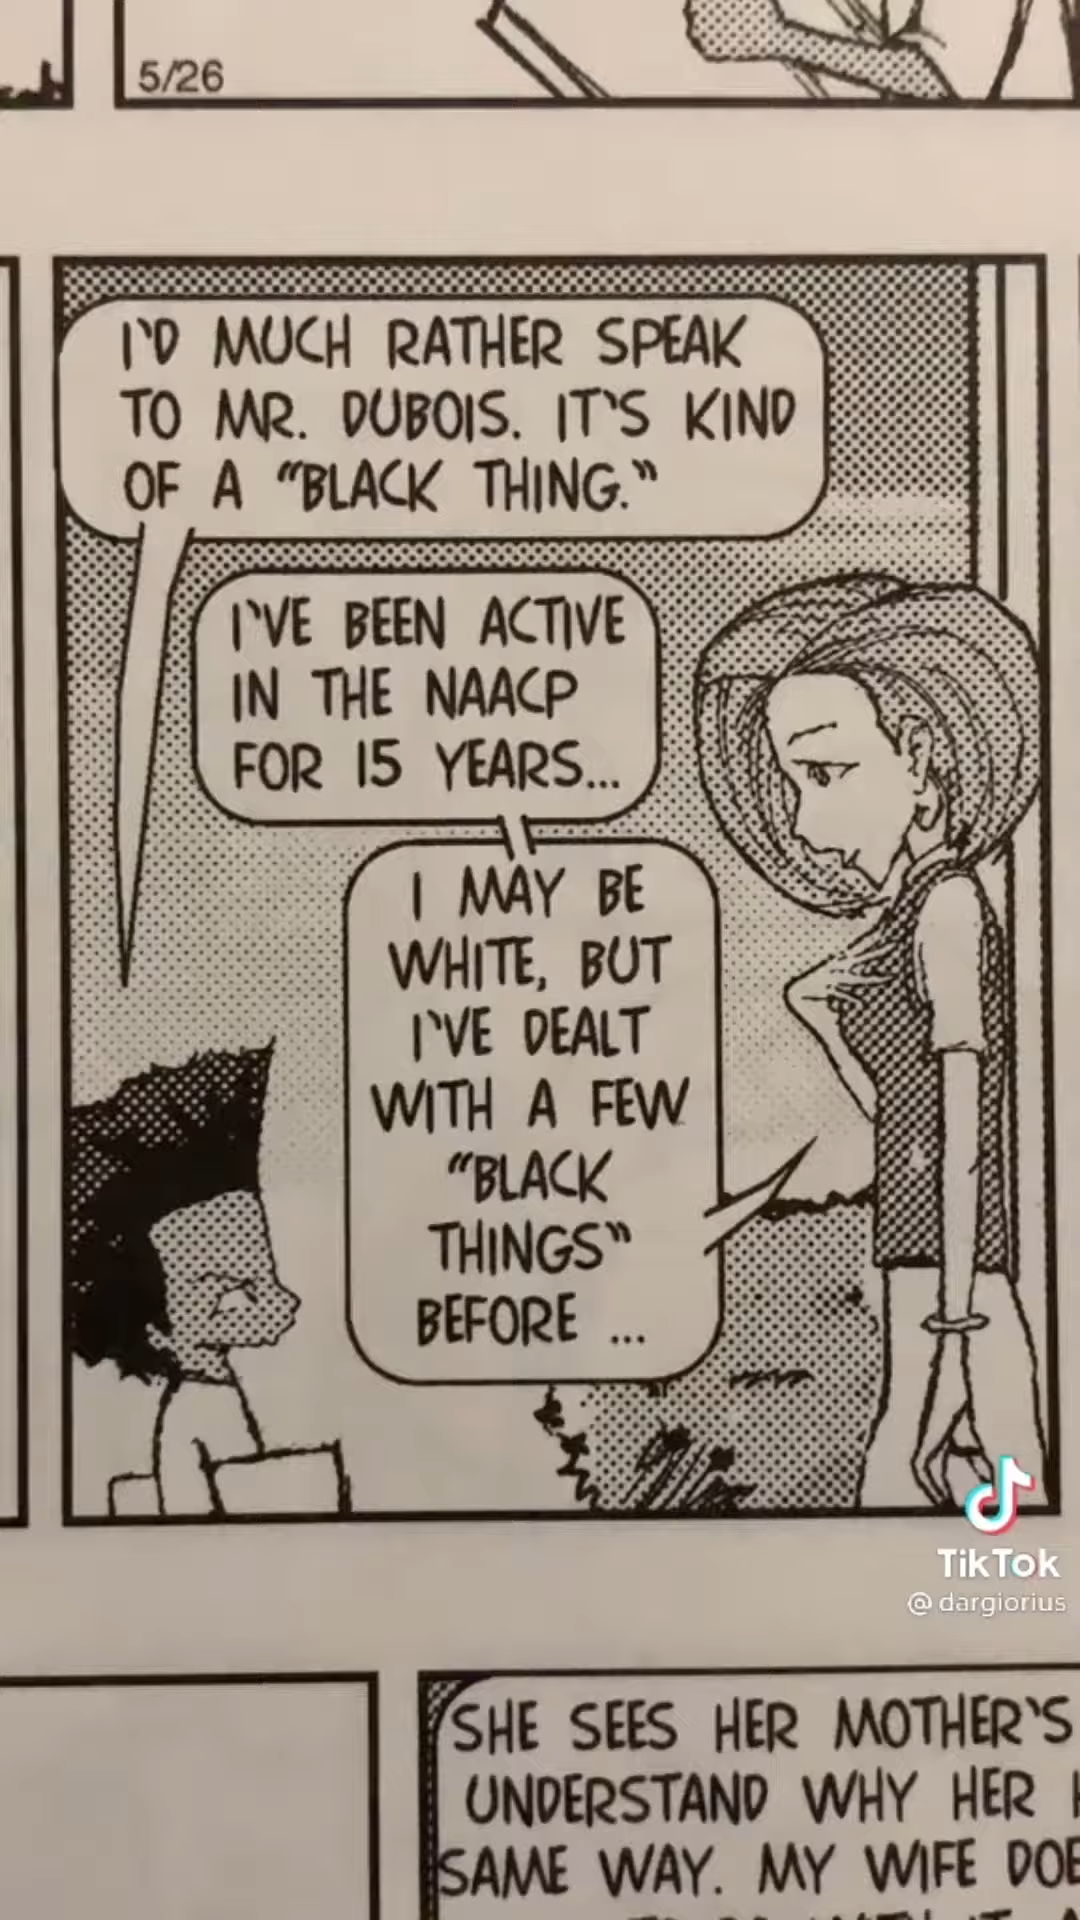 5/26
I'D MUCH RATHER SPEAK
TO MR. DUBOIS. IT'S KIND
OF A "BLACK THING."
I'VE BEEN ACTIVE
IN THE NAACP
FOR 15 YEARS...
I MAY BE
WHITE, BUT
I'VE DEALT
WITH A FEW
"BLACK
THINGS"
BEFORE ...
TikTok
@dargiorius
SHE SEES HER MOTHER'S
UNDERSTAND WHY HER
SAME WAY. MY WIFE